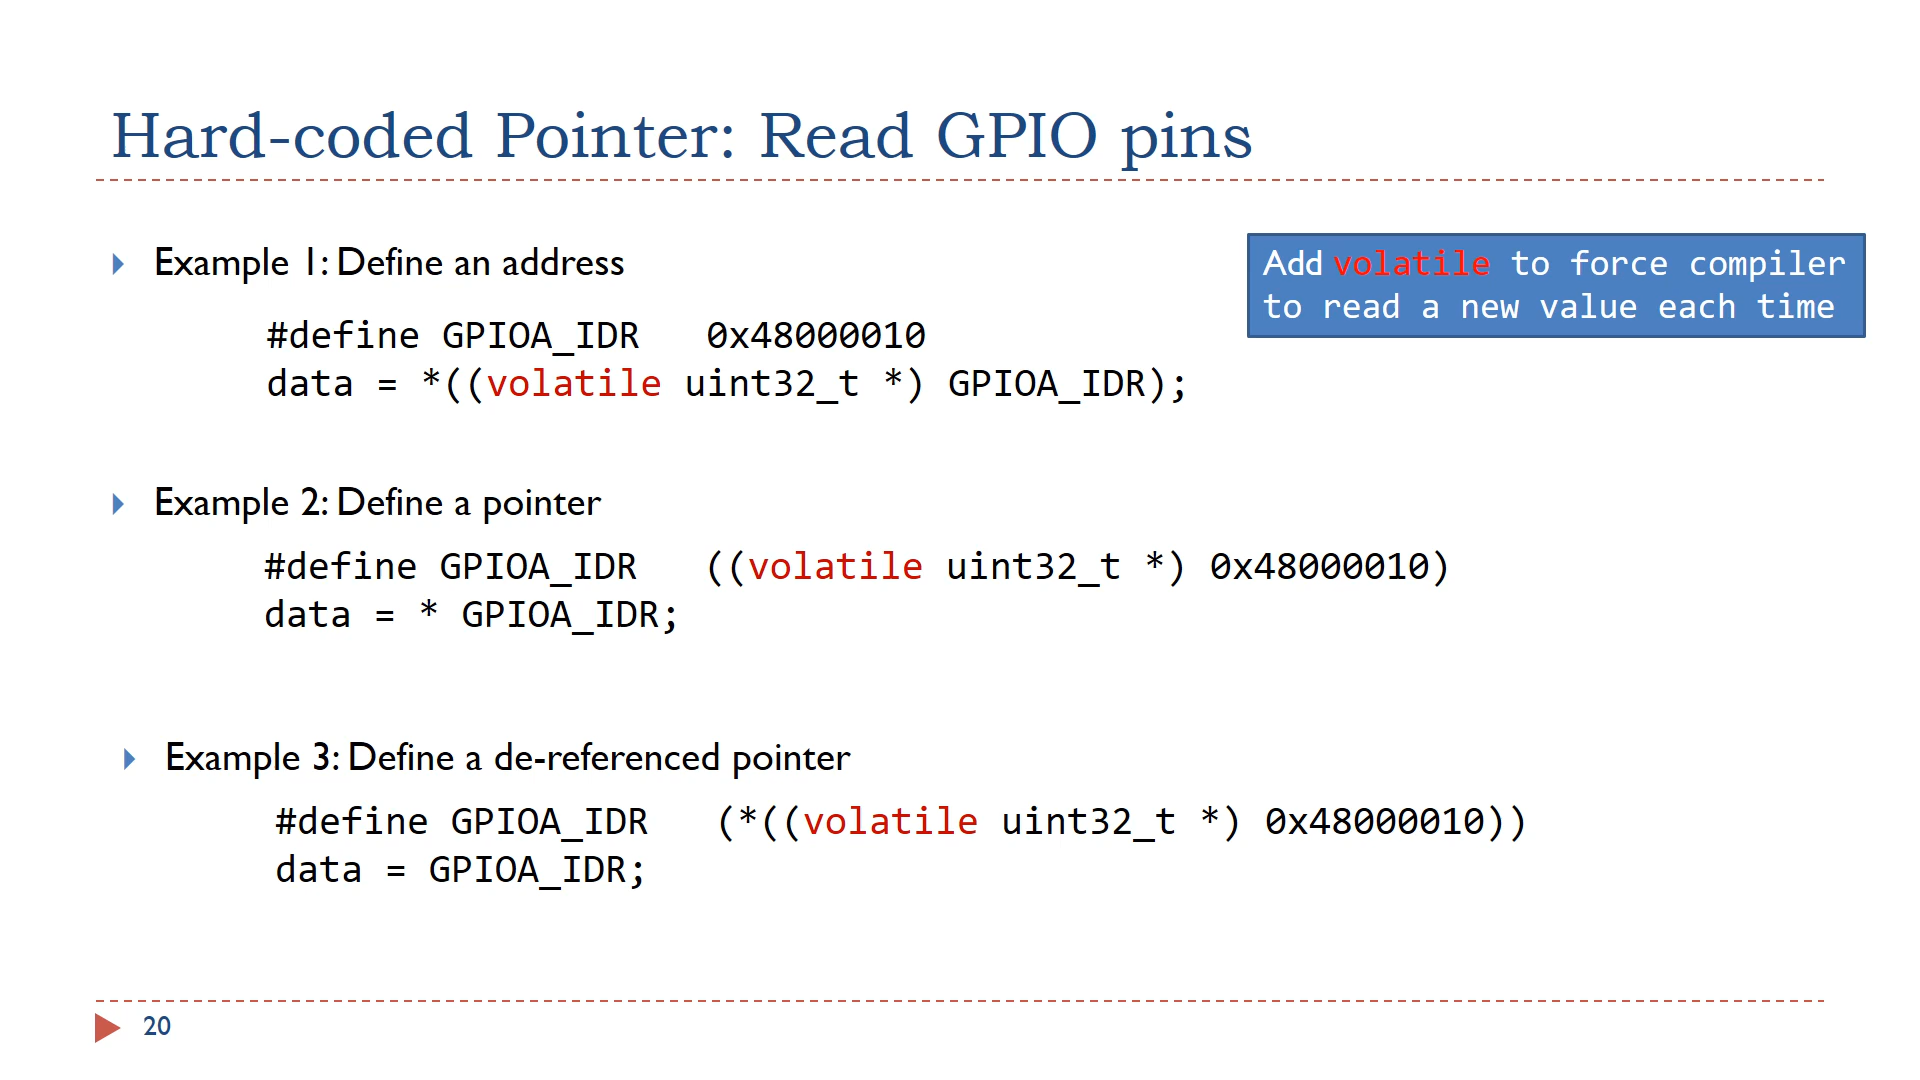 Hard-coded Pointer: Read GPIO pins
Example 1: Define an address
Add volatile to force compiler
to read a new value each time
#define GPIOA_IDR   0x48000010
data = *((volatile uint32_t *) GPIOA_IDR);
Example 2: Define a pointer
#define GPIOA_IDR   ((volatile uint32_t *) 0x48000010)
data = * GPIOA_IDR;
Example 3: Define a de-referenced pointer
#define GPIOA_IDR   (*((volatile uint32_t *) 0x48000010))
data = GPIOA_IDR;
20